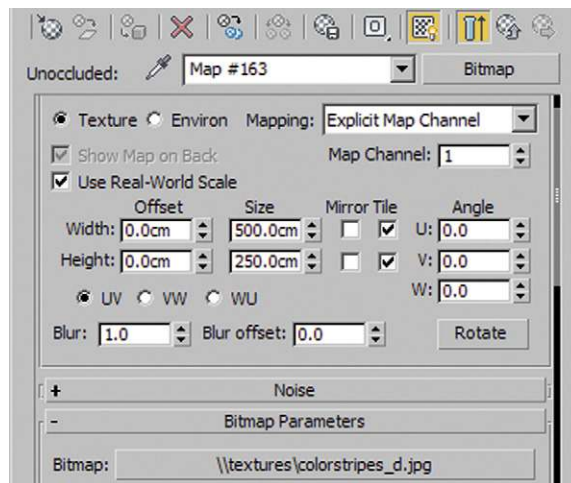 Unoccluded: Map #163 Bitmap
Texture Environ Mapping: Explicit Map Channel
Show Map on Back Map Channel: 1
Use Real-World Scale
Offset Size Mirror Tile Angle
Width: 0.0cm 500.0cm U: 0.0
Height: 0.0cm 250.0cm V: 0.0
UV VW WU W: 0.0
Blur: 1.0 Blur offset: 0.0 Rotate
+ Noise
- Bitmap Parameters
Bitmap: \\textures\colorstripes_d.jpg